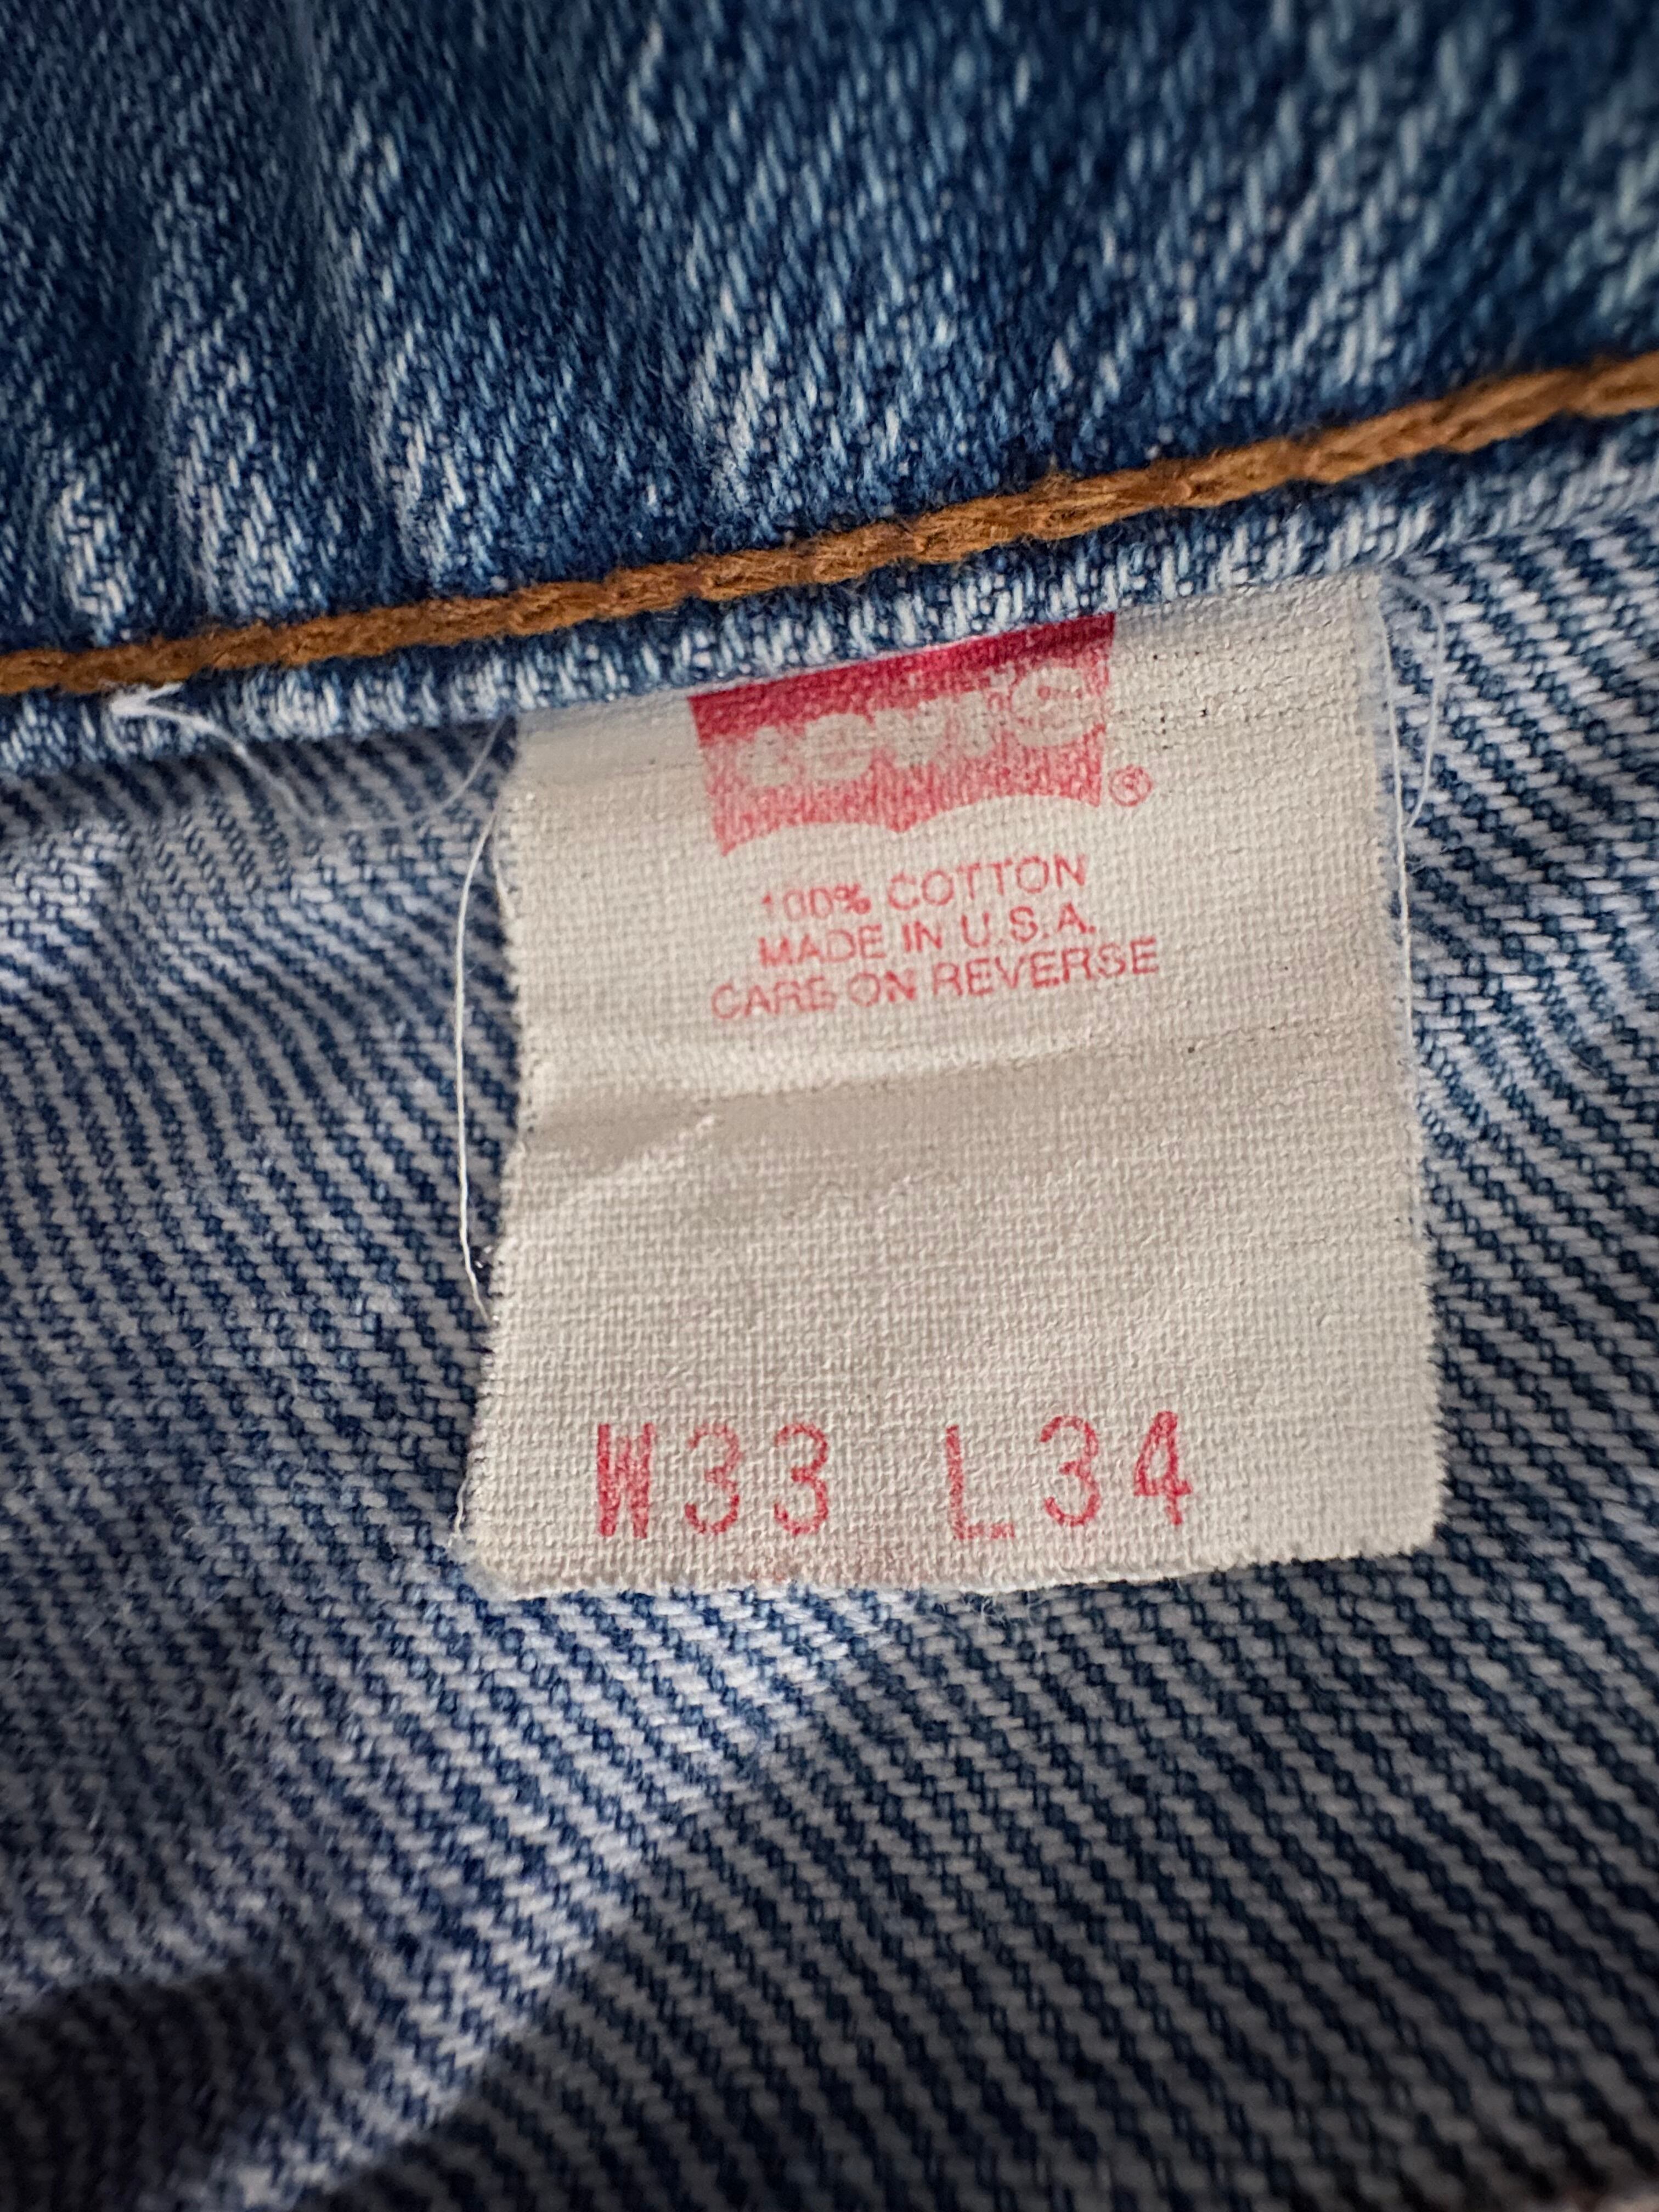 Levi's
®
100% COTTON
MADE IN U.S.A.
CARE ON REVERSE
W33 L34